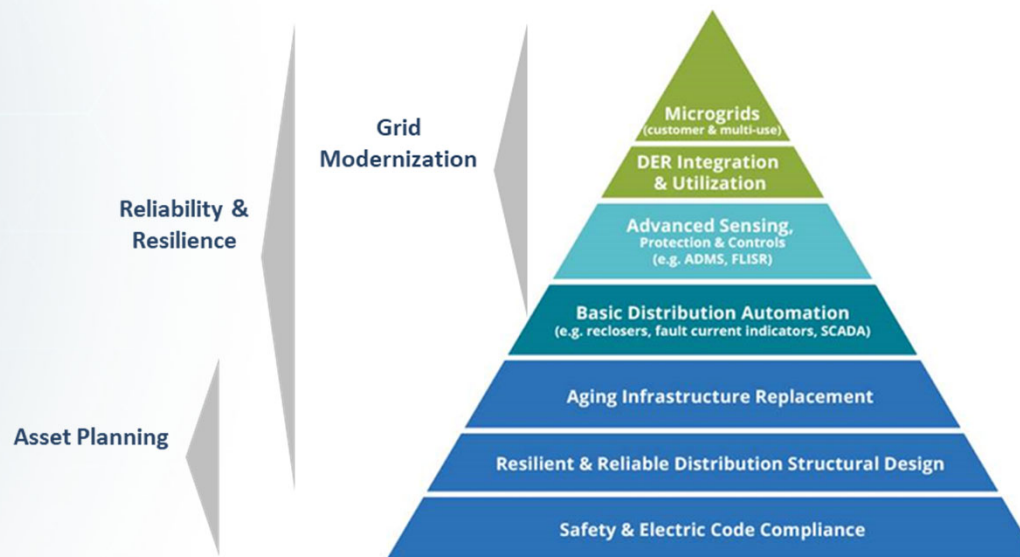 Grid
Modernization
Reliability &
Resilience
Asset Planning
Microgrids
(customer & multi-use)
DER Integration
& Utilization
Advanced Sensing,
Protection & Controls
(e.g. ADMS, FLISR)
Basic Distribution Automation
(e.g. reclosers, fault current indicators, SCADA)
Aging Infrastructure Replacement
Resilient & Reliable Distribution Structural Design
Safety & Electric Code Compliance